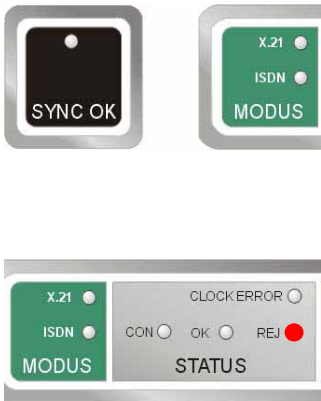 SYNC OK
X.21
ISDN
MODUS
X.21
CLOCK ERROR
ISDN CON OK REJ
MODUS STATUS